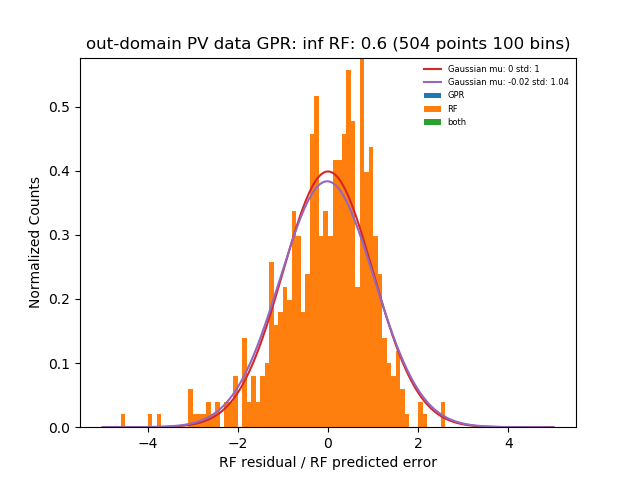 out-domain PV data GPR: inf RF: 0.6 (504 points 100 bins)
Gaussian mu: 0 std: 1
Gaussian mu: -0.02 std: 1.04
GPR
RF
both
Normalized Counts
0.5
0.4
0.3
0.2
0.1
0.0
−4 −2 0 2 4
RF residual / RF predicted error